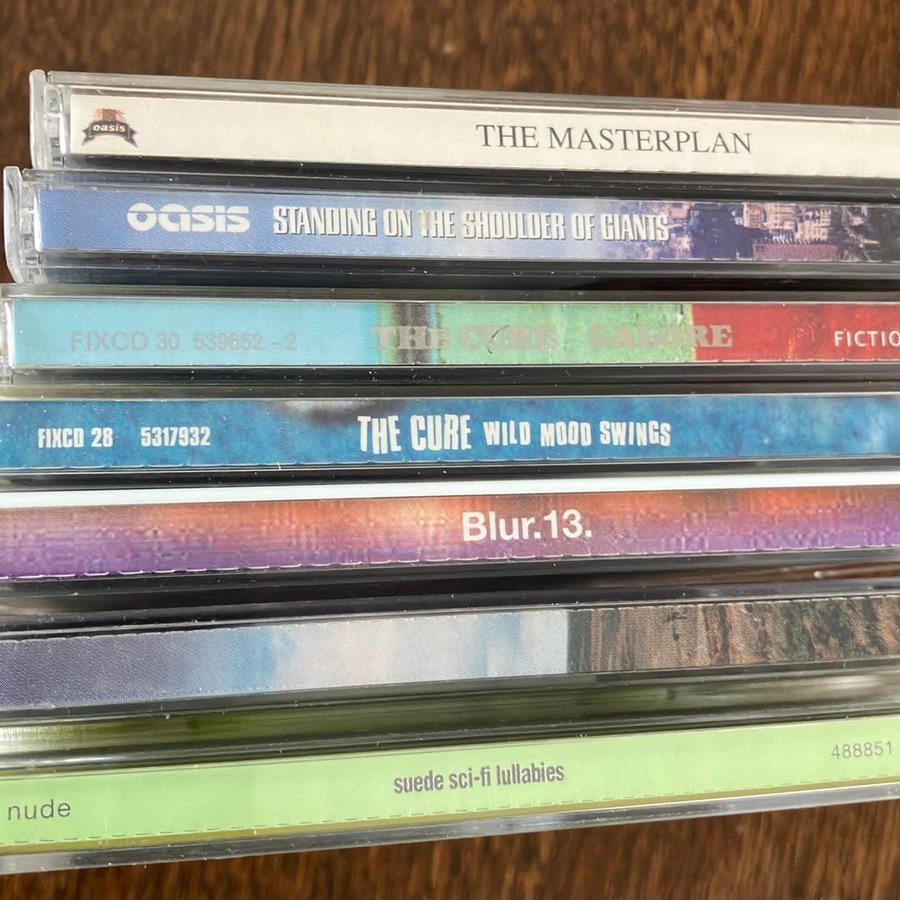 oasis THE MASTERPLAN
oasis STANDING ON THE SHOULDER OF GIANTS
FIXCD 30 539652 - 2 THE CURE GALORE FICTIO
FIXCD 28 5317932 THE CURE WILD MOOD SWINGS
Blur.13.
nude suede sci-fi lullabies 488851